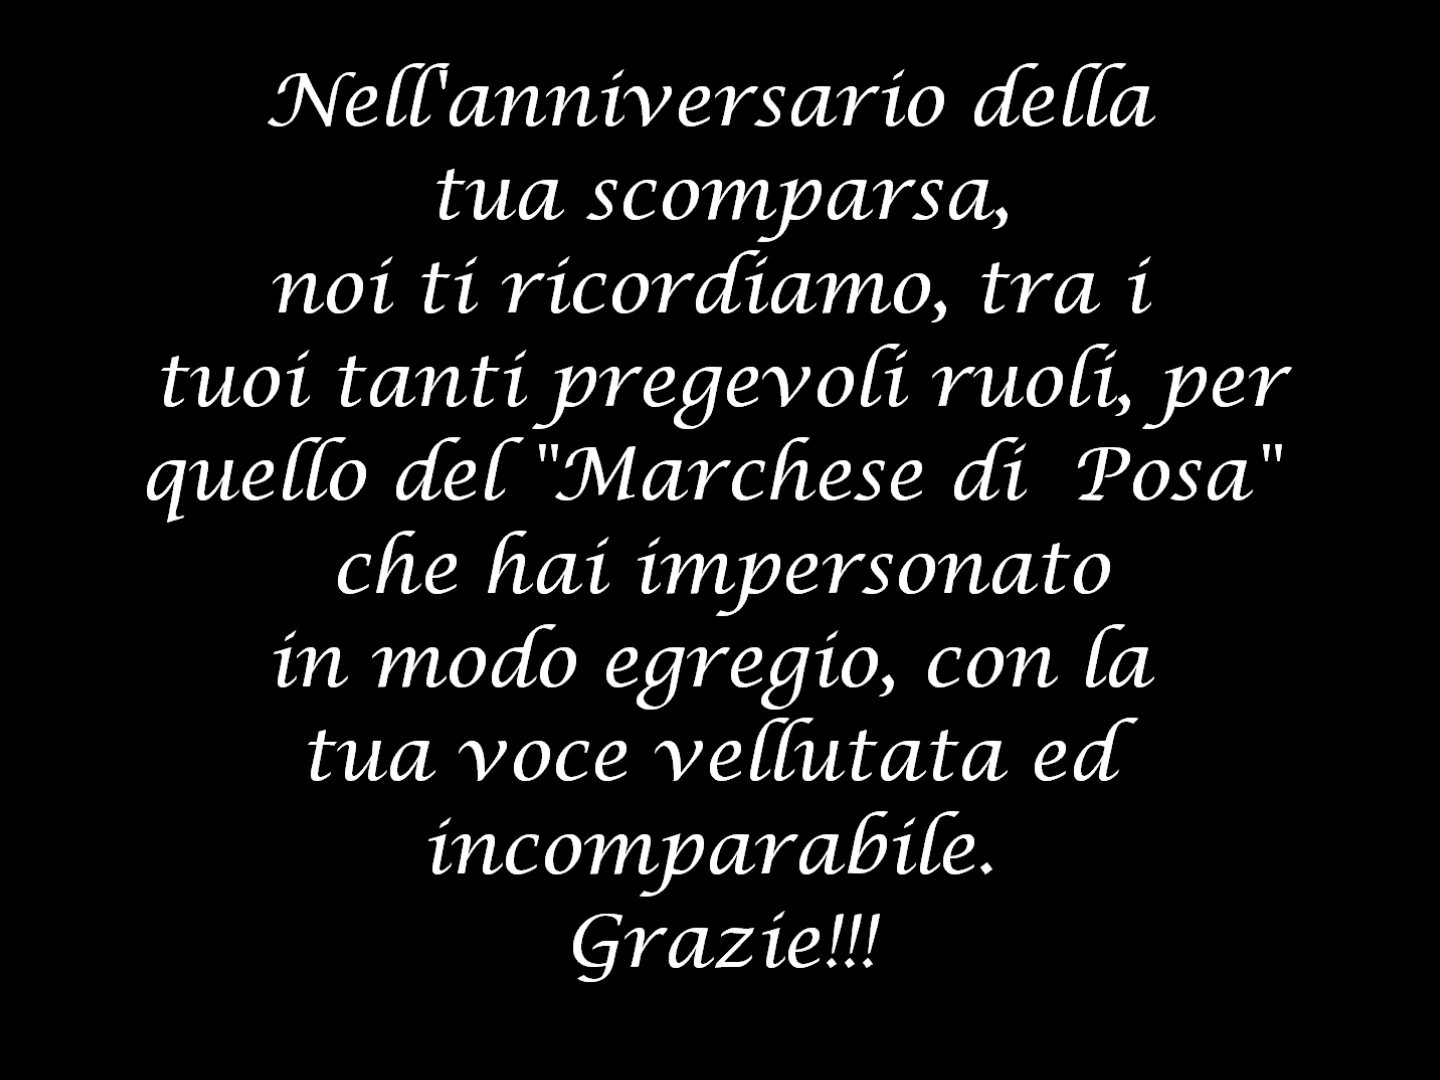 Nell'anniversario della
tua scomparsa,
noi ti ricordiamo, tra i
tuoi tanti pregevoli ruoli, per
quello del "Marchese di  Posa"
che hai impersonato
in modo egregio, con la
tua voce vellutata ed
incomparabile.
Grazie!!!